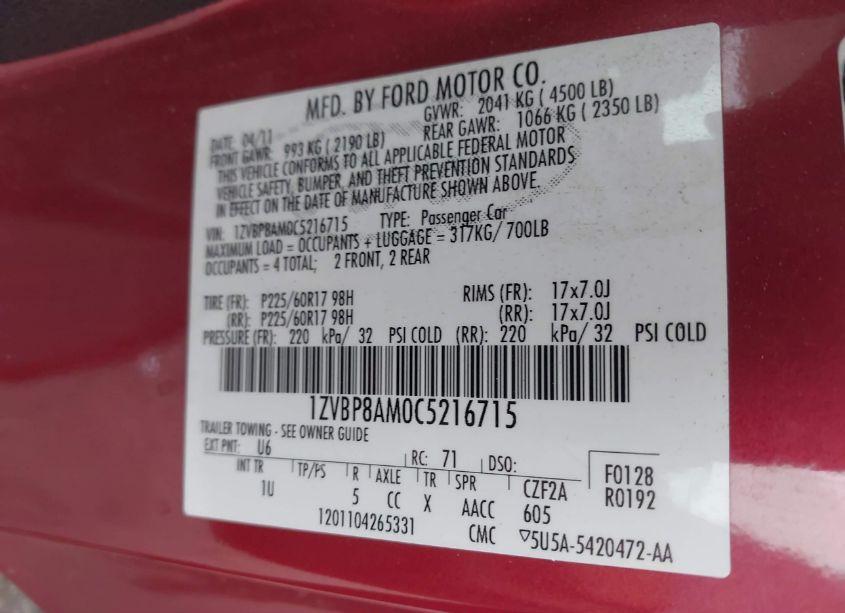 MFD. BY FORD MOTOR CO.
DATE: 04/11 GVWR: 2041 KG ( 4500 LB)
FRONT GAWR: 993 KG ( 2190 LB) REAR GAWR: 1066 KG ( 2350 LB)
THIS VEHICLE CONFORMS TO ALL APPLICABLE FEDERAL MOTOR
VEHICLE SAFETY, BUMPER, AND THEFT PREVENTION STANDARDS
IN EFFECT ON THE DATE OF MANUFACTURE SHOWN ABOVE.
VIN: 1ZVBP8AM0C5216715 TYPE: Passenger Car
MAXIMUM LOAD = OCCUPANTS + LUGGAGE = 317KG/ 700LB
OCCUPANTS = 4 TOTAL; 2 FRONT, 2 REAR
TIRE (FR): P225/60R17 98H RIMS (FR): 17x7.0J
(RR): P225/60R17 98H (RR): 17x7.0J
PRESSURE (FR): 220 kPa/ 32 PSI COLD (RR): 220 kPa/ 32 PSI COLD
1ZVBP8AM0C5216715
TRAILER TOWING - SEE OWNER GUIDE
EXT PNT: U6 RC: 71 DSO: F0128
INT TR TP/PS R AXLE TR SPR CZF2A R0192
1U 5 CC X AACC 605
1201104265331 CMC ▽5U5A-5420472-AA